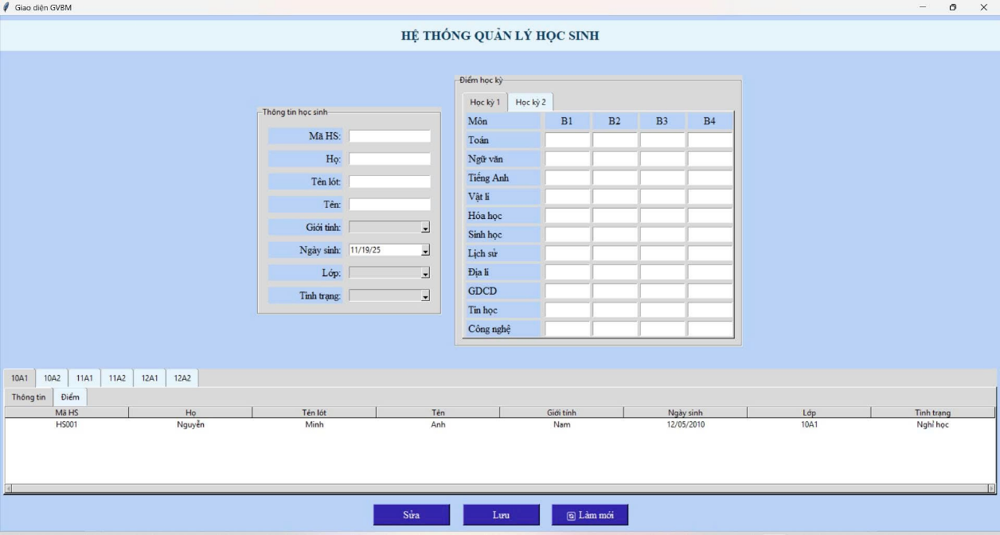 Giao diện GVBM
HỆ THỐNG QUẢN LÝ HỌC SINH
Thông tin học sinh
Mã HS:
Họ:
Tên lót:
Tên:
Giới tính:
Ngày sinh: 11/19/25
Lớp:
Tình trạng:
Điểm học kỳ
Học kỳ 1 Học kỳ 2
Môn B1 B2 B3 B4
Toán
Ngữ văn
Tiếng Anh
Vật lí
Hóa học
Sinh học
Lịch sử
Địa lí
GDCD
Tin học
Công nghệ
10A1 10A2 11A1 11A2 12A1 12A2
Thông tin Điểm
Mã HS Họ Tên lót Tên Giới tính Ngày sinh Lớp Tình trạng
HS001 Nguyễn Minh Anh Nam 12/05/2010 10A1 Nghỉ học
Sửa Lưu Làm mới